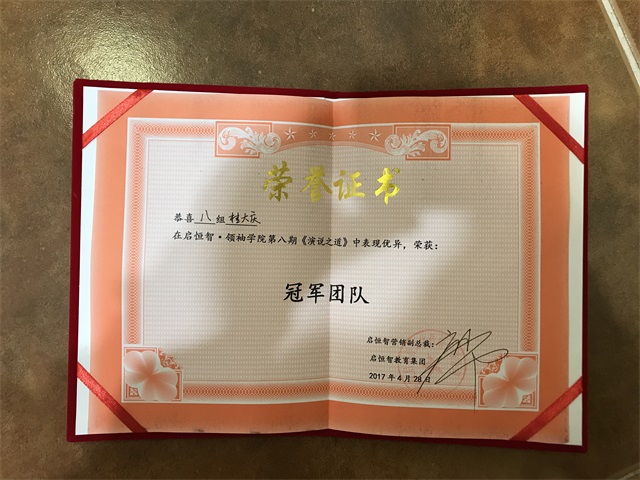 荣誉证书
恭喜 八 组 桂大庆
在启恒智·领袖学院第八期《演说之道》中表现优异，荣获：
冠军团队
启恒智营销副总裁：
启恒智教育集团
2017 年 4 月 28 日